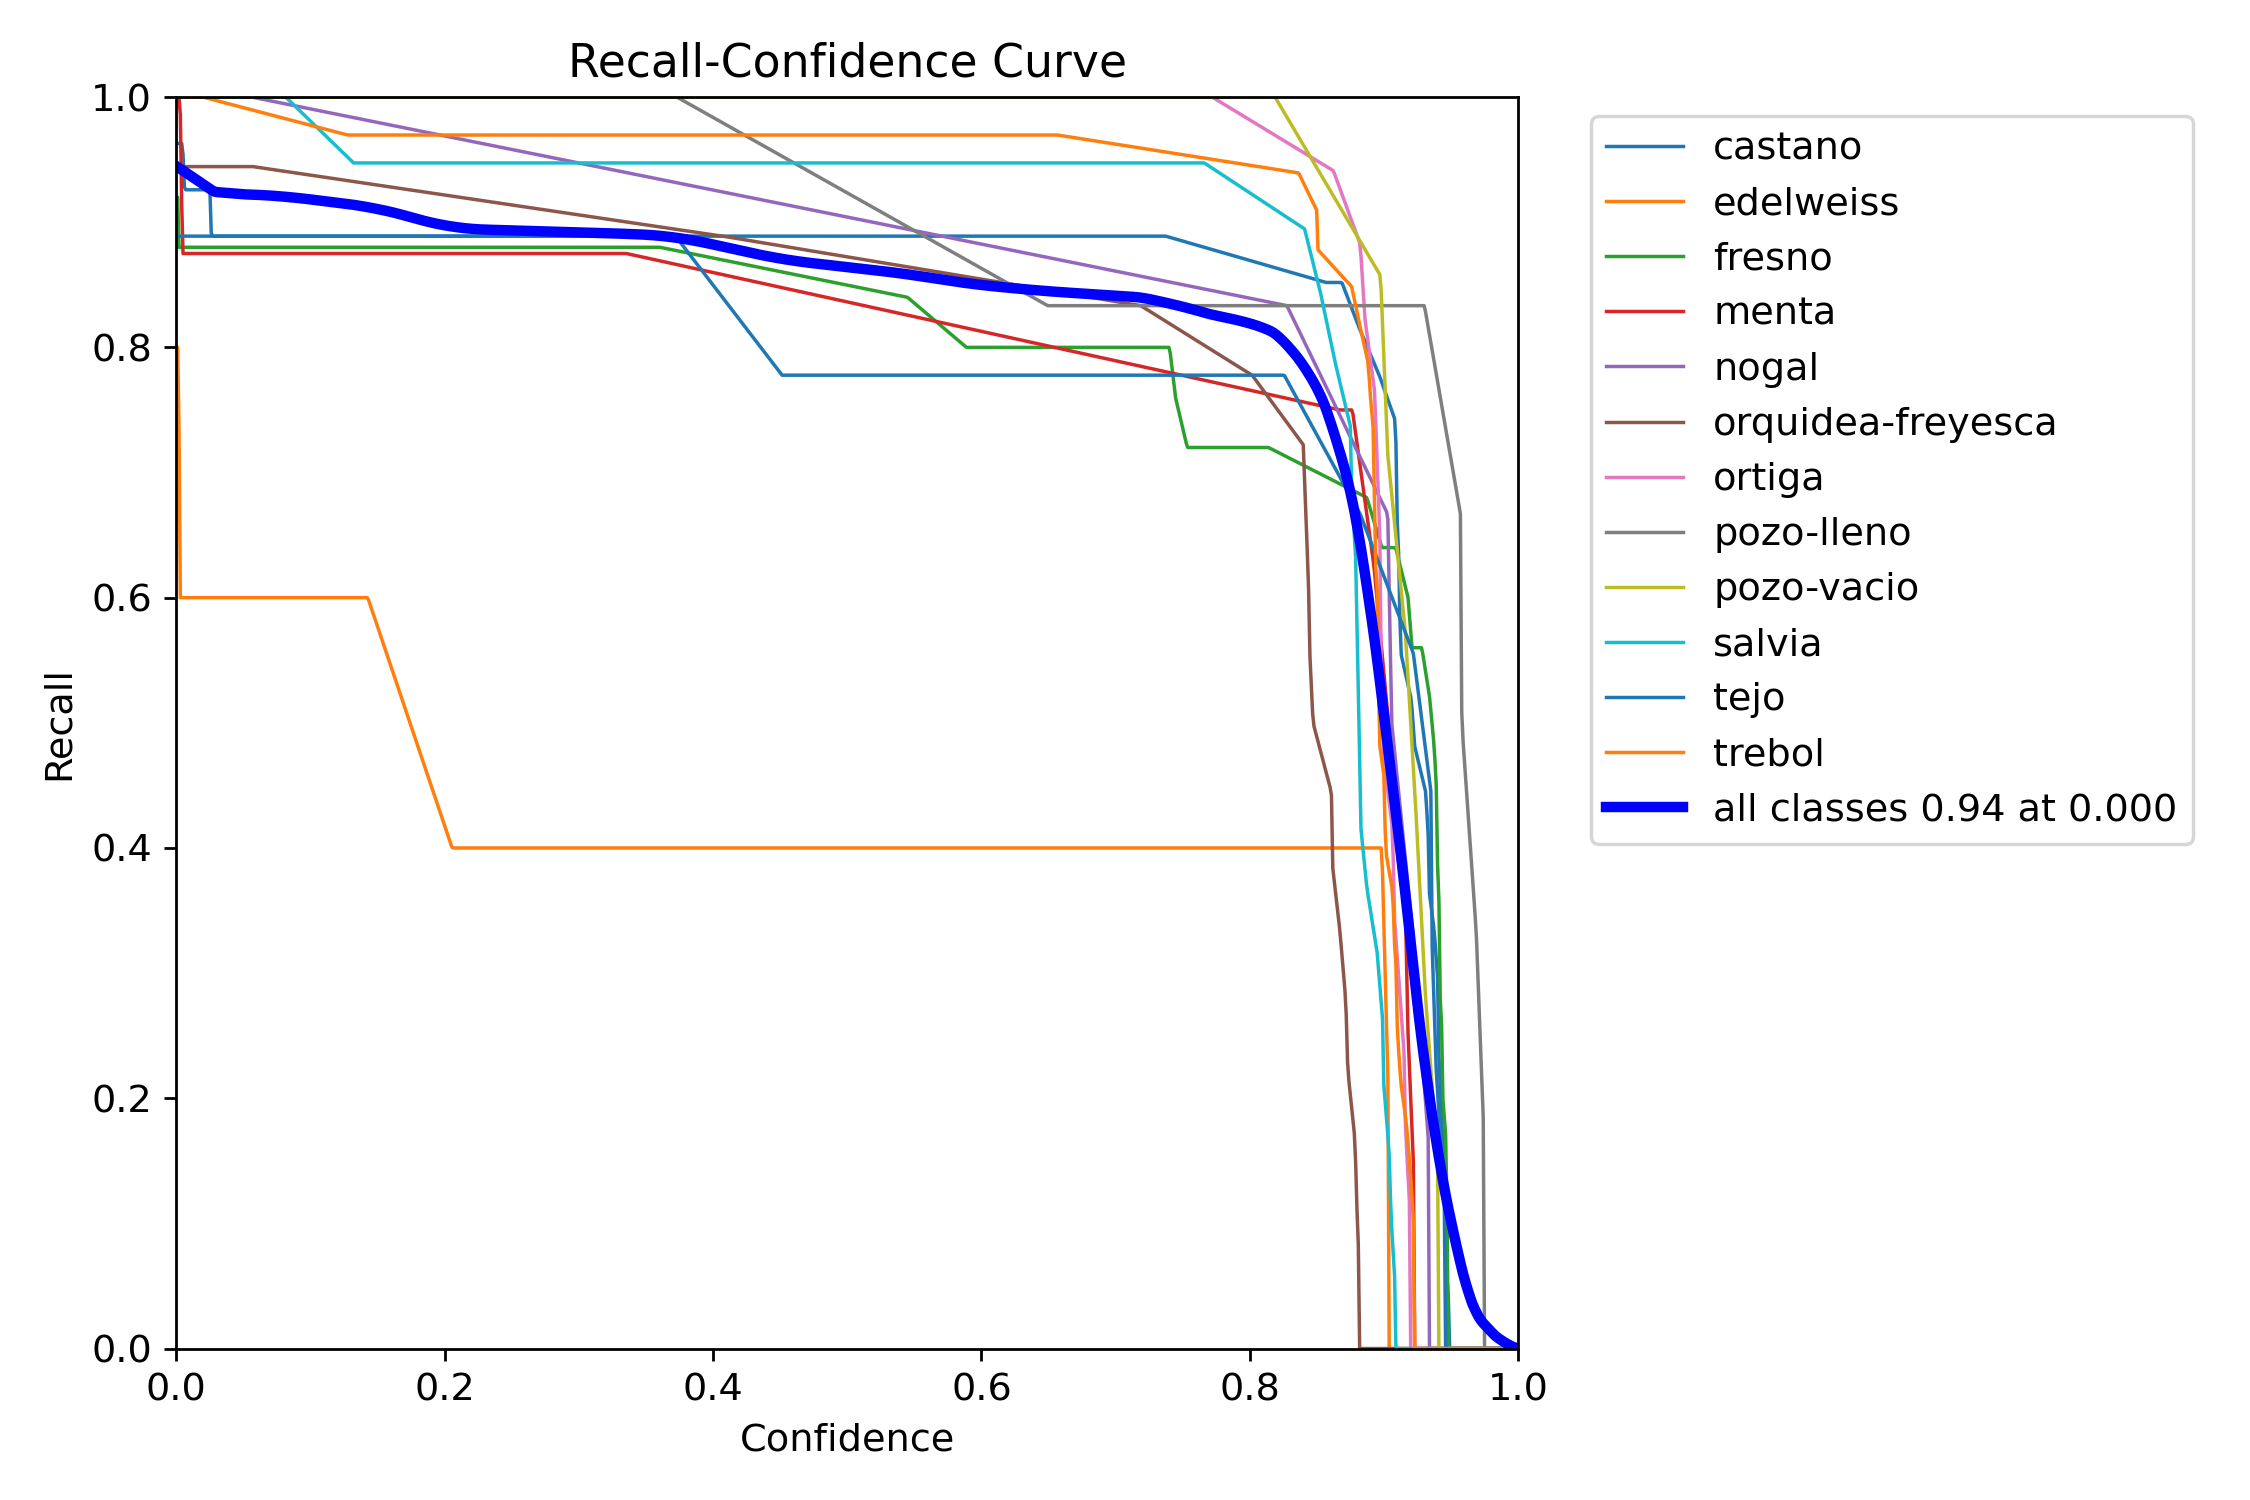 Recall-Confidence Curve
1.0
0.8
0.6
0.4
0.2
0.0
Recall
0.0 0.2 0.4 0.6 0.8 1.0
Confidence
castano
edelweiss
fresno
menta
nogal
orquidea-freyesca
ortiga
pozo-lleno
pozo-vacio
salvia
tejo
trebol
all classes 0.94 at 0.000